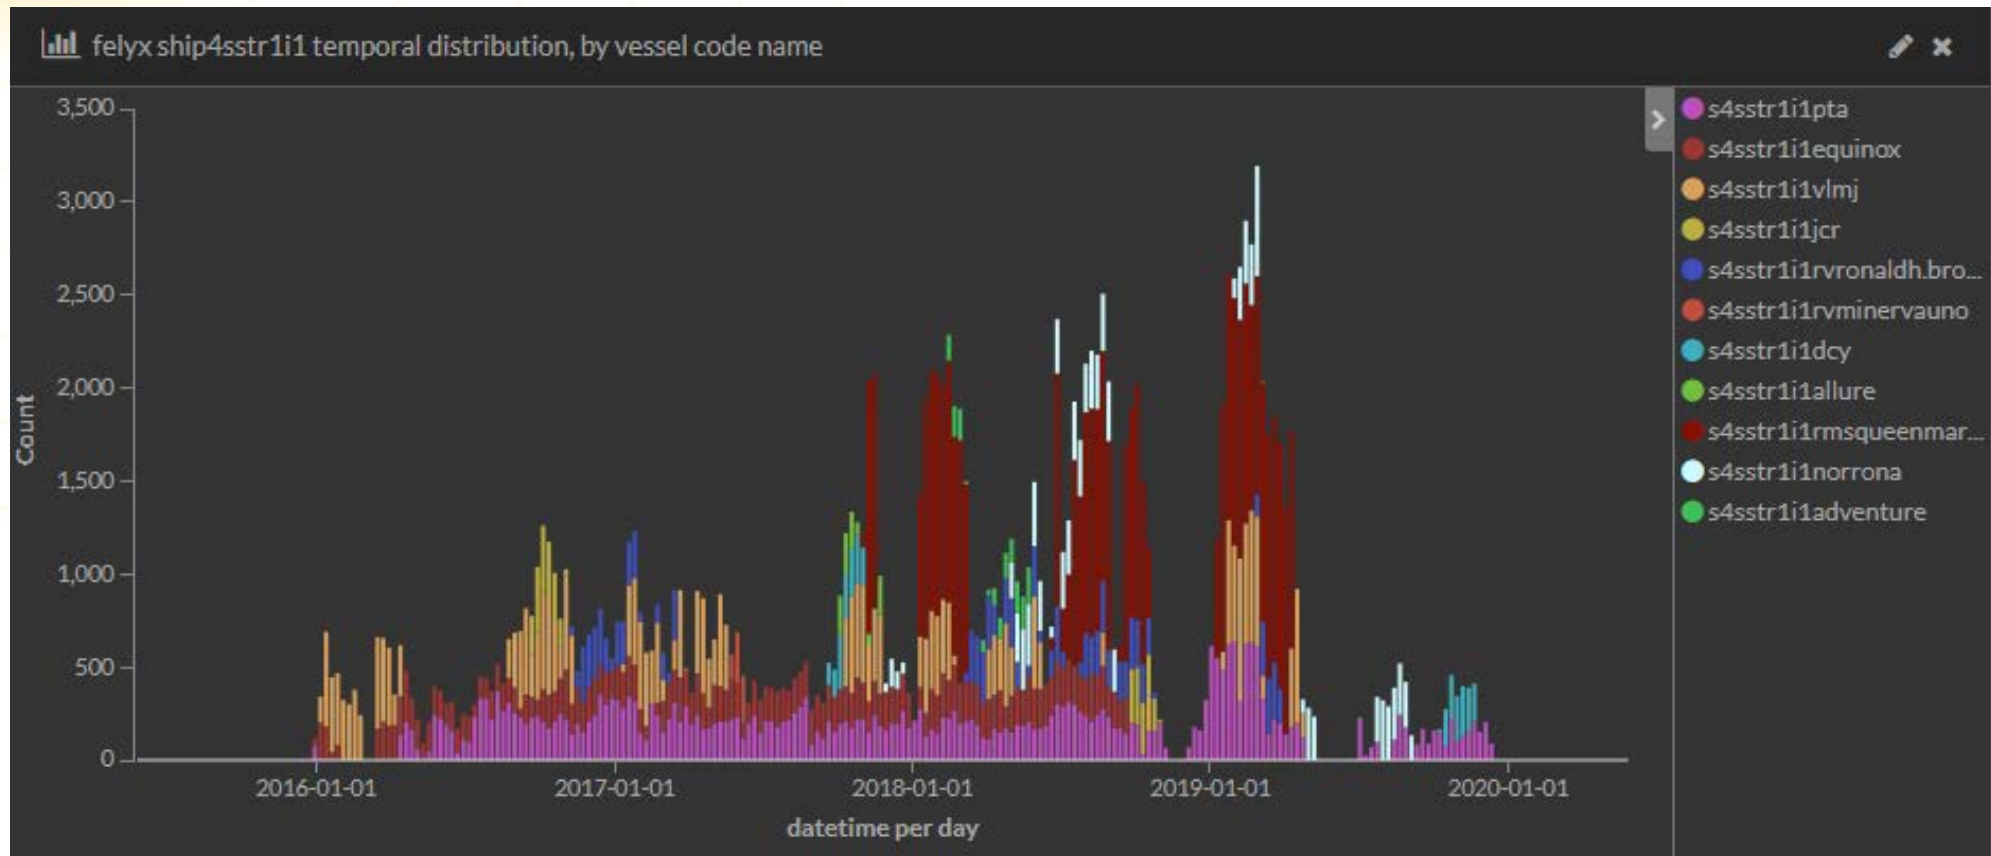 felyx ship4sstr1i1 temporal distribution, by vessel code name
3,500
3,000
2,500
2,000
1,500
1,000
500
0
Count
2016-01-01
2017-01-01
2018-01-01
2019-01-01
2020-01-01
datetime per day
s4sstr1i1pta
s4sstr1i1equinox
s4sstr1i1vlmj
s4sstr1i1jcr
s4sstr1i1rvronaldh.bro...
s4sstr1i1rvminervauno
s4sstr1i1dcy
s4sstr1i1allure
s4sstr1i1rmsqueenmar...
s4sstr1i1norrona
s4sstr1i1adventure